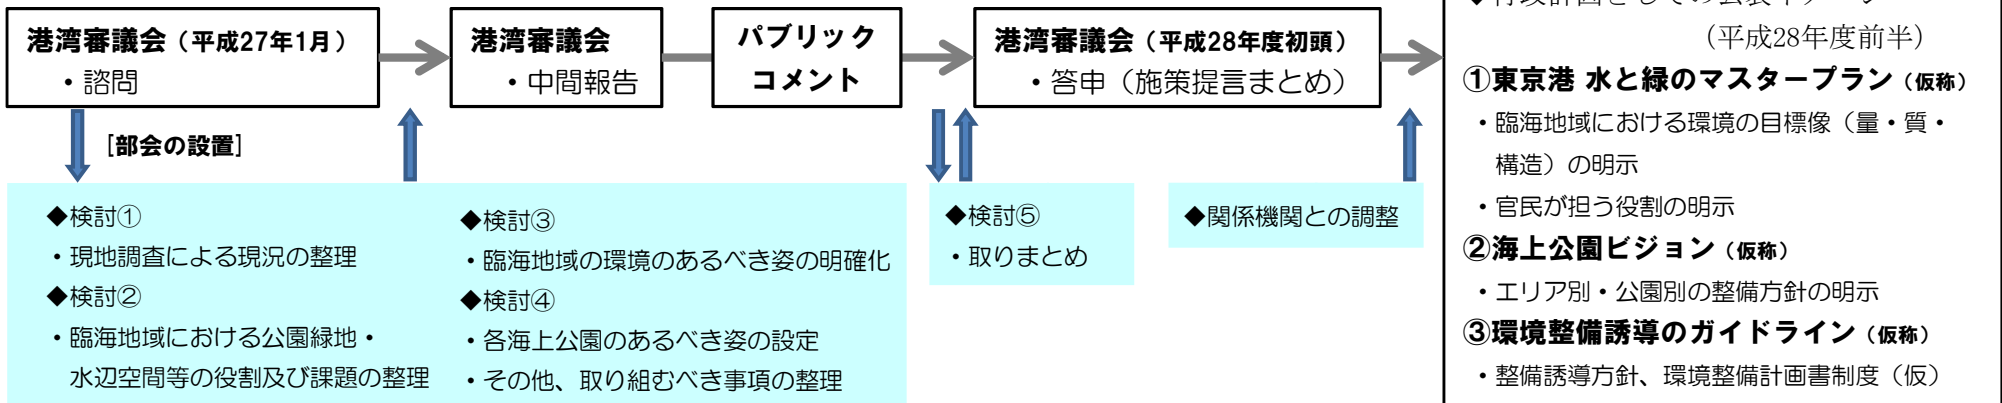 港湾審議会（平成27年1月）
・諮問
港湾審議会
・中間報告
パブリック
コメント
港湾審議会（平成28年度初頭）
・答申（施策提言まとめ）
[部会の設置]
◆検討①
・現地調査による現況の整理
◆検討②
・臨海地域における公園緑地・
水辺空間等の役割及び課題の整理
◆検討③
・臨海地域の環境のあるべき姿の明確化
◆検討④
・各海上公園のあるべき姿の設定
・その他、取り組むべき事項の整理
◆検討⑤
・取りまとめ
◆関係機関との調整
（平成28年度前半）
①東京港 水と緑のマスタープラン（仮称）
・臨海地域における環境の目標像（量・質・
構造）の明示
・官民が担う役割の明示
②海上公園ビジョン（仮称）
・エリア別・公園別の整備方針の明示
③環境整備誘導のガイドライン（仮称）
・整備誘導方針、環境整備計画書制度（仮）